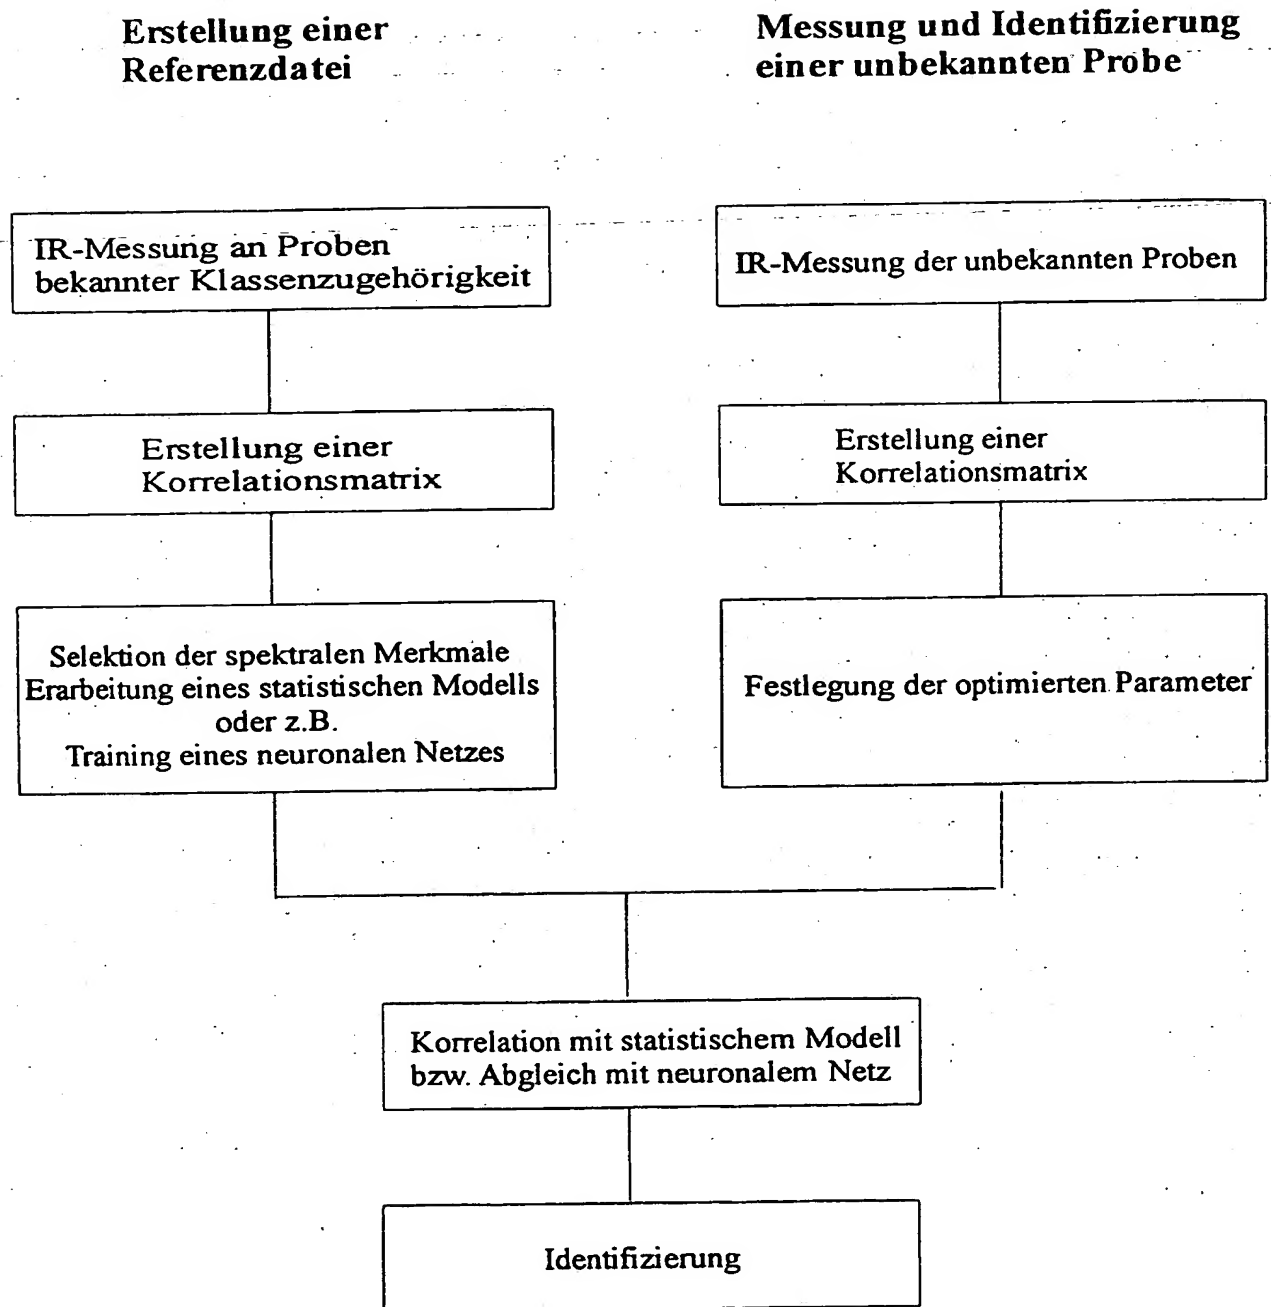 Erstellung einer
Referenzdatei
Messung und Identifizierung
einer unbekannten Probe
IR-Messung an Proben
bekannter Klassenzugehörigkeit
IR-Messung der unbekannten Proben
Erstellung einer
Korrelationsmatrix
Erstellung einer
Korrelationsmatrix
Selektion der spektralen Merkmale
Erarbeitung eines statistischen Modells
oder z.B.
Training eines neuronalen Netzes
Festlegung der optimierten Parameter
Korrelation mit statistischem Modell
bzw. Abgleich mit neuronalem Netz
Identifizierung